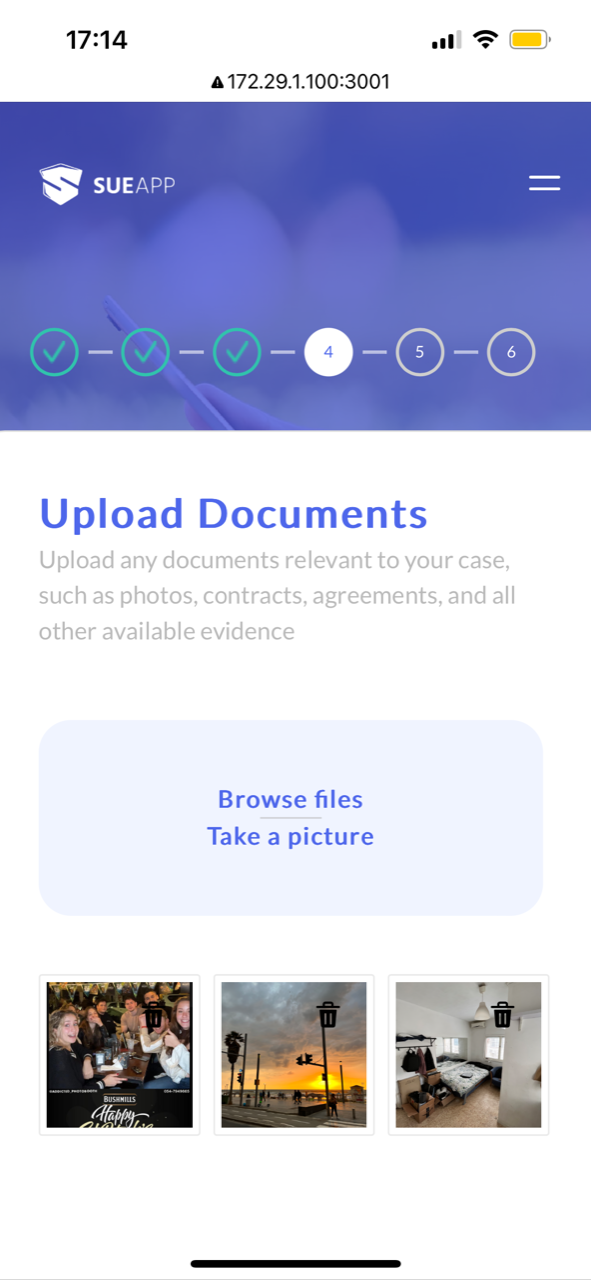 17:14
172.29.1.100:3001
SUEAPP
4
5
6
Upload Documents
Upload any documents relevant to your case,
such as photos, contracts, agreements, and all
other available evidence
Browse files
Take a picture
BUSHMILLS
Happy